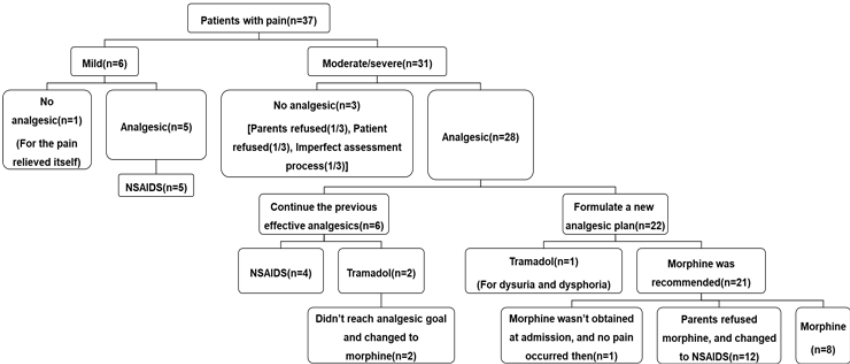 Patients with pain(n=37)
Mild(n=6)
Moderate/severe(n=31)
No
analgesic(n=1)
(For the pain
relieved itself)
Analgesic(n=5)
No analgesic(n=3)
[Parents refused(1/3), Patient
refused(1/3), Imperfect assessment
process(1/3)]
Analgesic(n=28)
NSAIDS(n=5)
Continue the previous
effective analgesics(n=6)
Formulate a new
analgesic plan(n=22)
NSAIDS(n=4)
Tramadol(n=2)
Tramadol(n=1)
(For dysuria and dysphoria)
Morphine was
recommended(n=21)
Didn't reach analgesic goal
and changed to
morphine(n=2)
Morphine wasn't obtained
at admission, and no pain
occurred then(n=1)
Parents refused
morphine, and changed
to NSAIDS(n=12)
Morphine
(n=8)